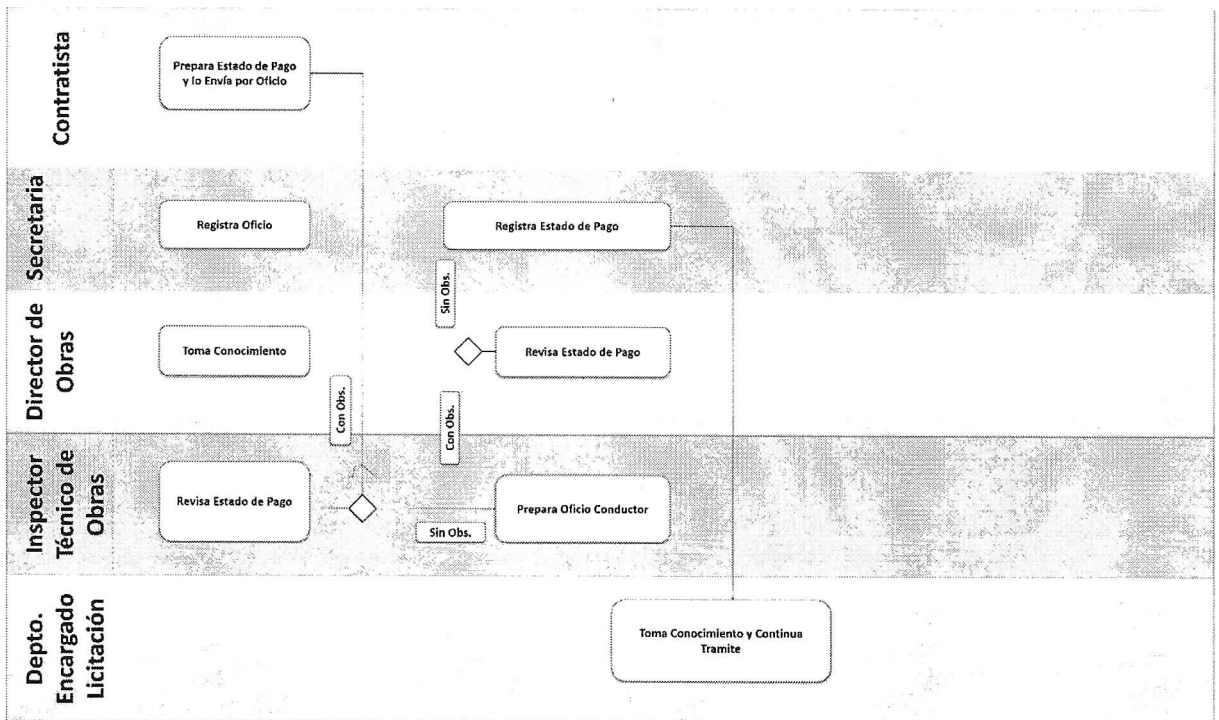 Contratista
Prepara Estado de Pago
y lo Envía por Oficio
Secretaria
Registra Oficio
Registra Estado de Pago
Sin Obs.
Director de
Obras
Toma Conocimiento
Revisa Estado de Pago
Con Obs.
Con Obs.
Inspector
Técnico de
Obras
Revisa Estado de Pago
Prepara Oficio Conductor
Sin Obs.
Depto.
Encargado
Licitación
Toma Conocimiento y Continua
Tramite